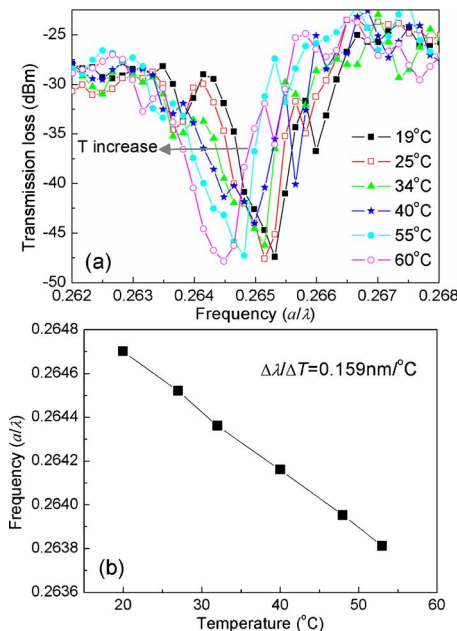 -25
-30
-35
-40
-45
-50
Transmission loss (dBm)
T increase
19°C
25°C
34°C
40°C
55°C
60°C
(a)
0.262 0.263 0.264 0.265 0.266 0.267 0.268
Frequency (a/λ)
0.2648
0.2646
0.2644
0.2642
0.2640
0.2638
0.2636
Frequency (a/λ)
Δλ/ΔT=0.159nm/°C
(b)
20 30 40 50 60
Temperature (°C)